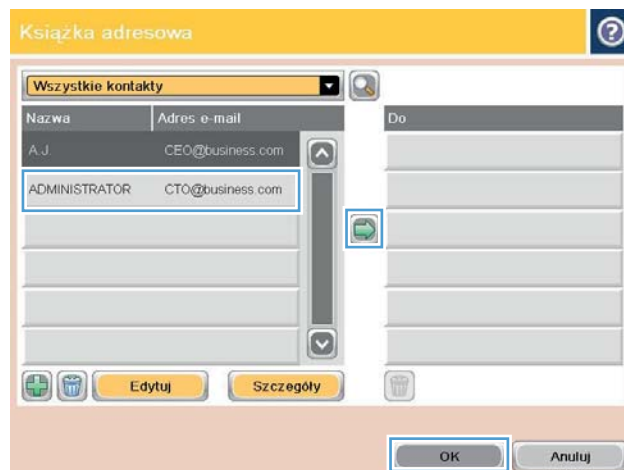 Książka adresowa
Wszystkie kontakty
Nazwa Adres e-mail Do
A.J. CEO@business.com
ADMINISTRATOR CTO@business.com
Edytuj Szczegóły
OK Anuluj